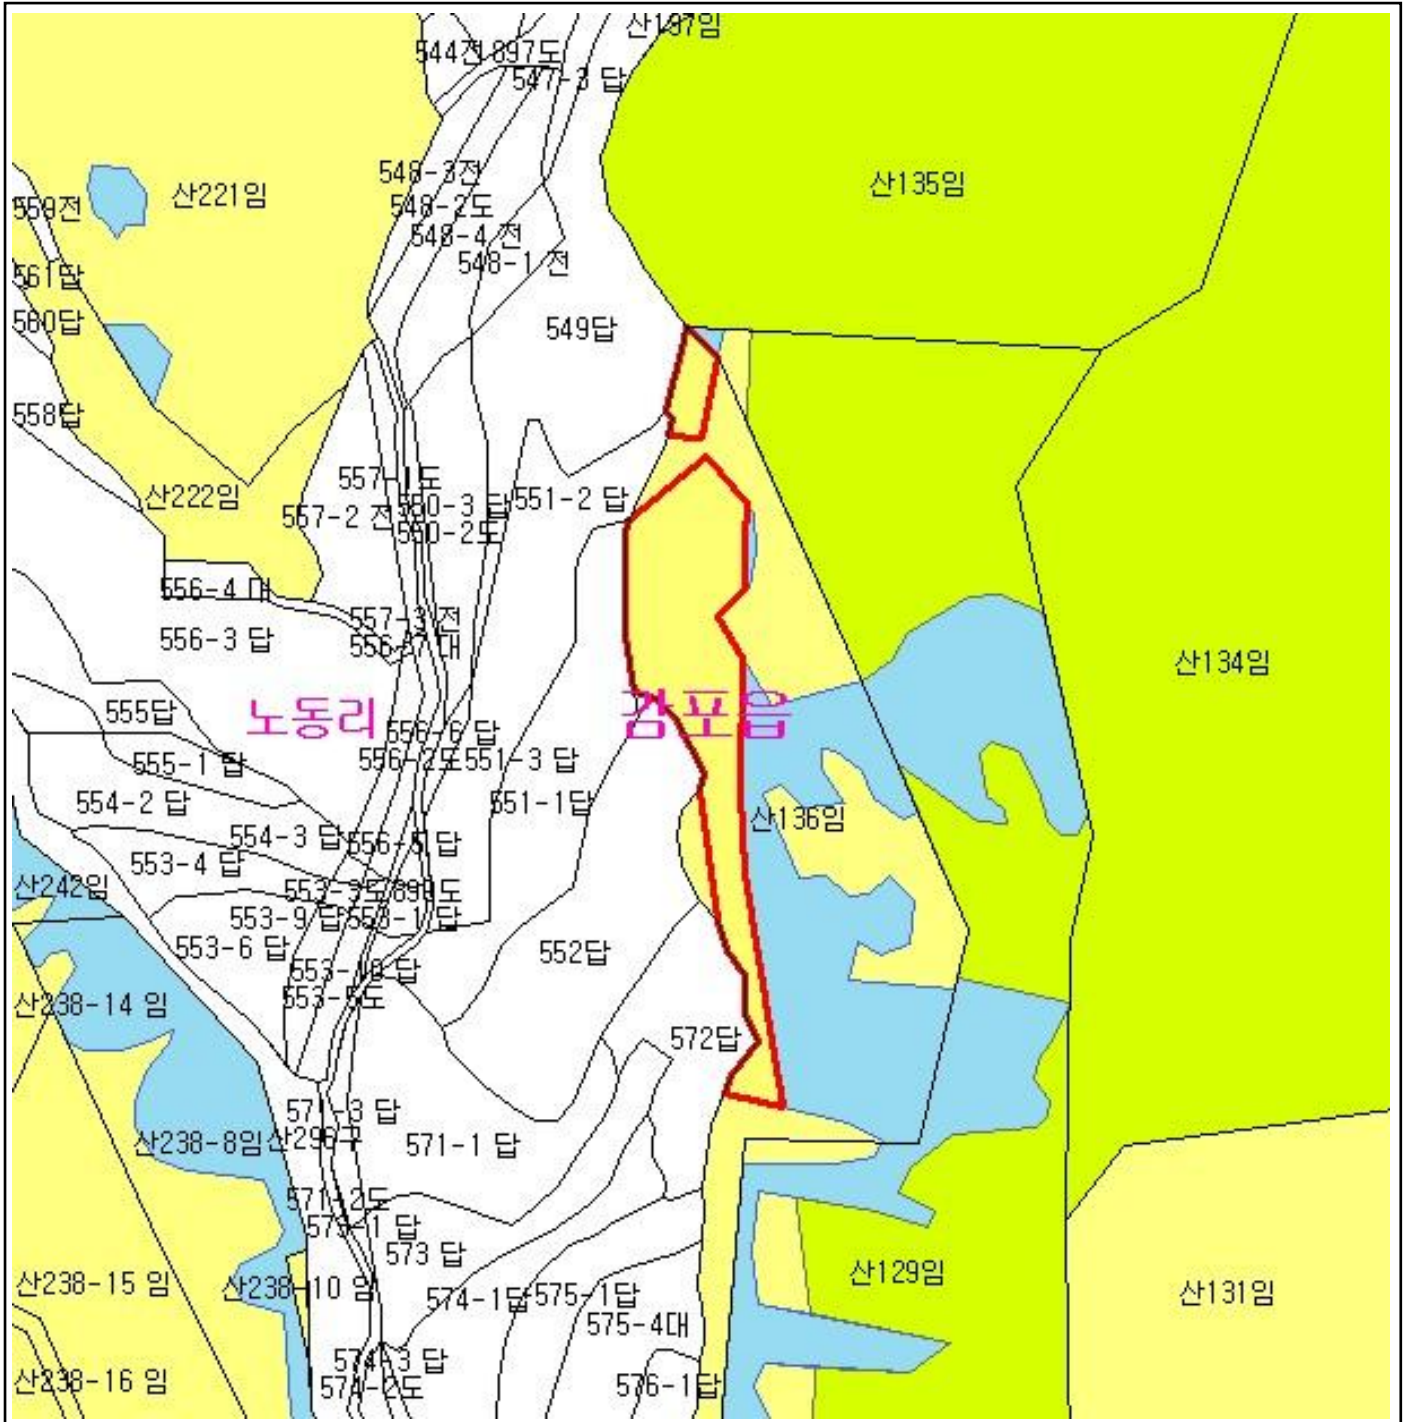 산137임
544전 897도
547-3 답
548-3전
산135임
산221임
559전
548-2도
548-4 전
548-1 전
561답
560답
549답
558답
557-1도
산222임
550-3 답
551-2 답
557-2 전
550-2도
556-4 대
557-3 전
556-3 답
556-7 대
산134임
555답
노동리
감포읍
556-6 답
556-2도
551-3 답
555-1 답
554-2 답
551-1답
산136임
554-3 답
556-5 답
553-4 답
산242임
553-3도
898도
553-9 답
553-1 답
553-6 답
552답
553-10 답
553-5도
산238-14 임
572답
571-3 답
산238-8임
산296구
571-1 답
571-2도
573-1 답
573 답
산129임
산238-15 임
산238-10 임
574-1답
575-1답
산131임
575-4대
574-3 답
산238-16 임
574-2도
576-1답